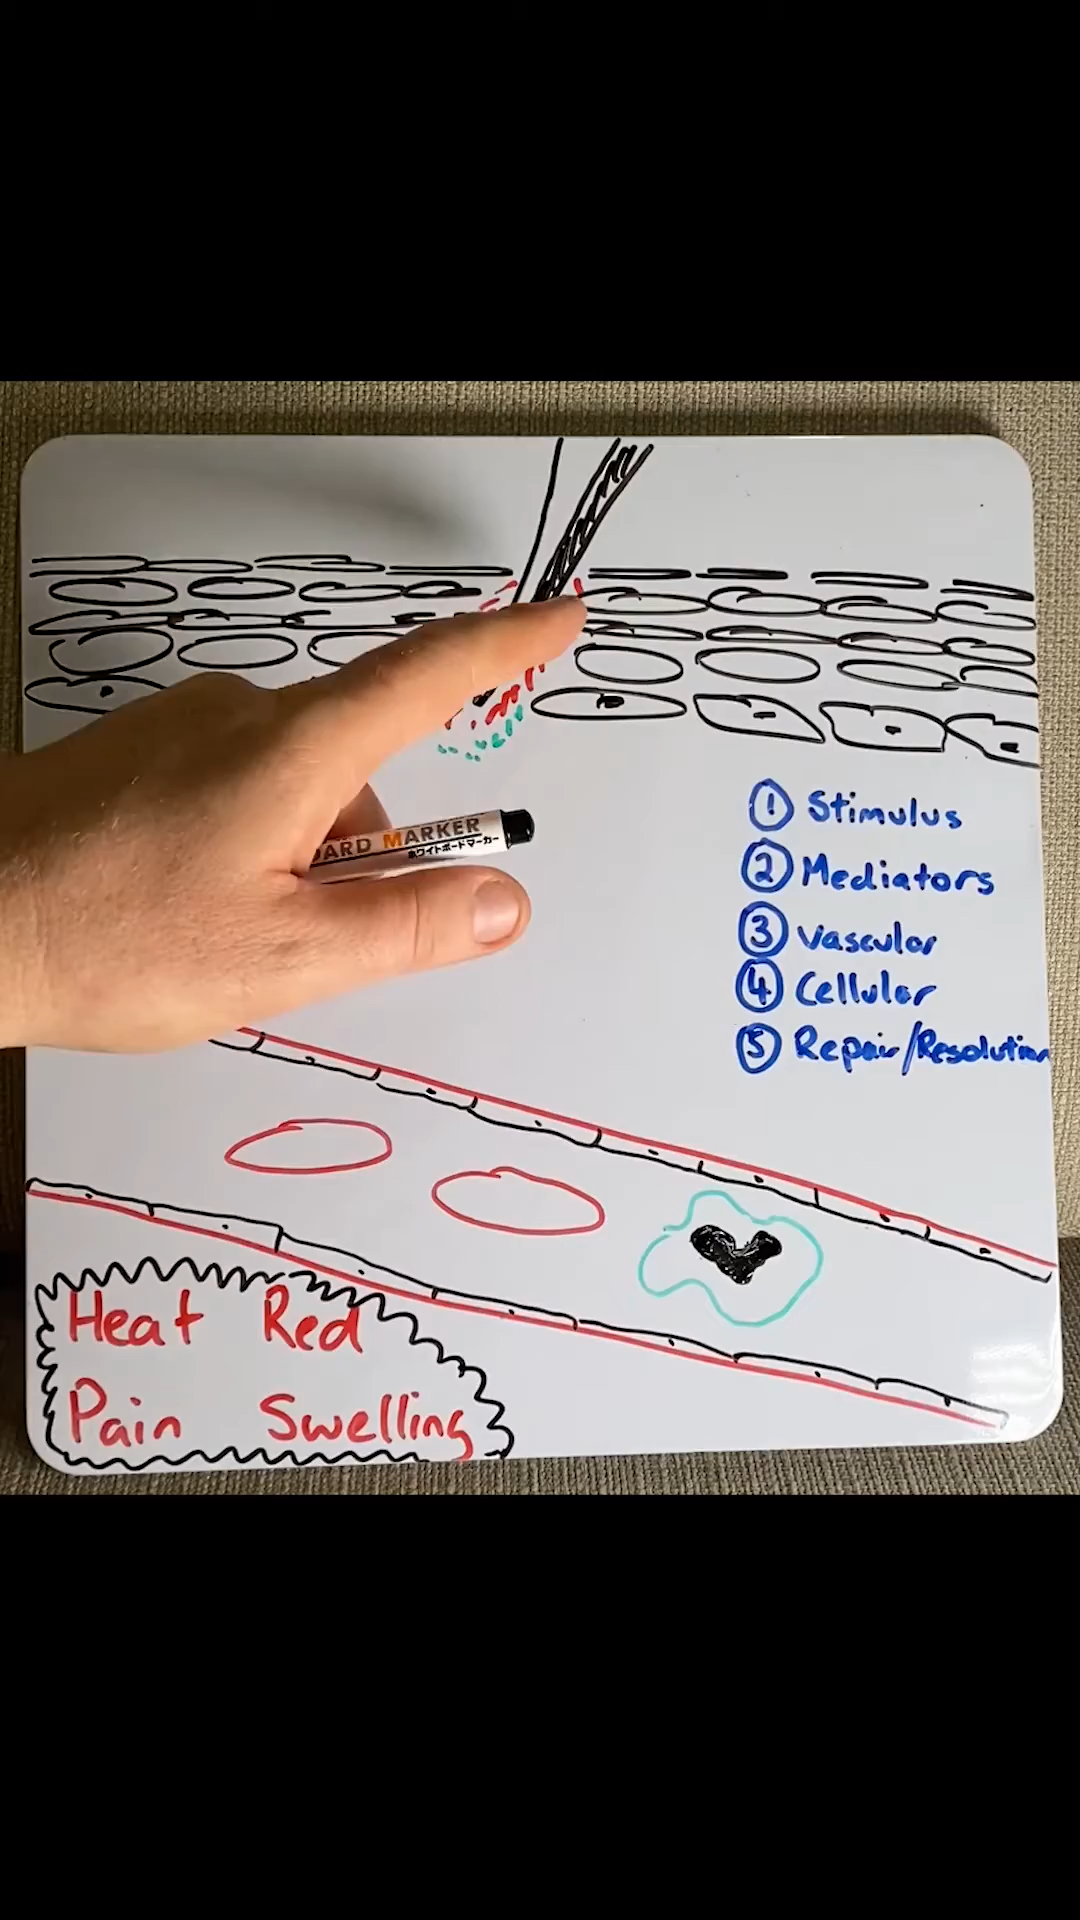 OARD MARKER
ホワイトボードマーカー
① Stimulus
② Mediators
③ Vascular
④ Cellular
⑤ Repair/Resolution
Heat Red
Pain Swelling